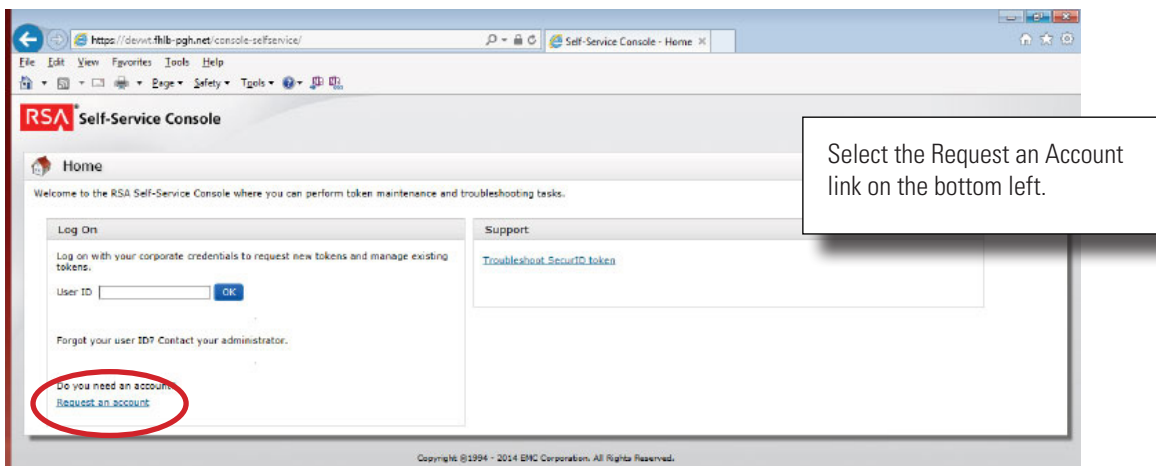 https://devwt.fhlb-pgh.net/console-selfservice/
Self-Service Console - Home
File Edit View Favorites Tools Help
Page Safety Tools
RSA Self-Service Console
Home
Welcome to the RSA Self-Service Console where you can perform token maintenance and troubleshooting tasks.
Log On
Log on with your corporate credentials to request new tokens and manage existing
tokens.
User ID OK
Forgot your user ID? Contact your administrator.
Do you need an account?
Request an account
Support
Troubleshoot SecurID token
Select the Request an Account
link on the bottom left.
Copyright ©1994 - 2014 EMC Corporation. All Rights Reserved.